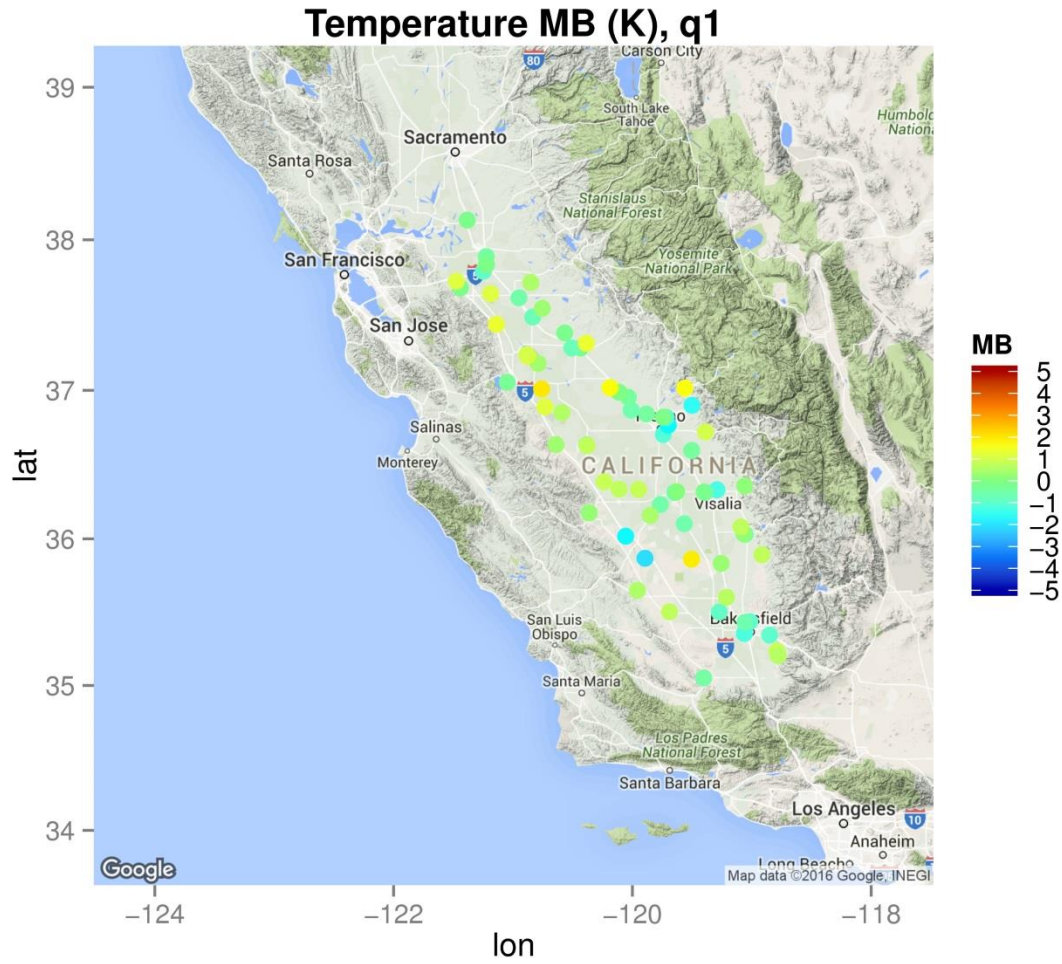 Temperature MB (K), q1
39
38
37
36
35
34
lat
−124
−122
−120
−118
lon
80
Carson City
South Lake
Tahoe
Humbol
Nation
Sacramento
Santa Rosa
Stanislaus
National Forest
Yosemite
National Park
San Francisco
5
San Jose
5
Salinas
Monterey
CALIFORNIA
Visalia
San Luis
Obispo
5
Santa Maria
Los Padres
National Forest
Santa Barbara
Los Angeles
10
Anaheim
Long Beach
Google
Map data ©2016 Google, INEGI
MB
5
4
3
2
1
0
−1
−2
−3
−4
−5